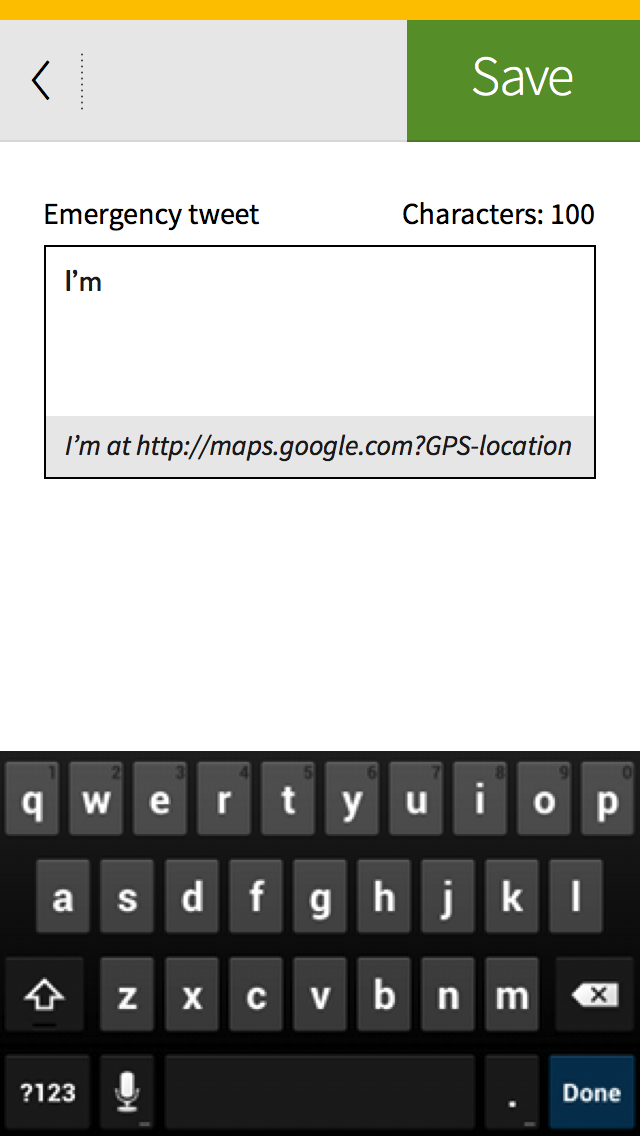 Save
Emergency tweet Characters: 100
I’m
I’m at http://maps.google.com?GPS-location
1 2 3 4 5 6 7 8 9 0
q w e r t y u i o p
a s d f g h j k l
z x c v b n m
?123 . Done